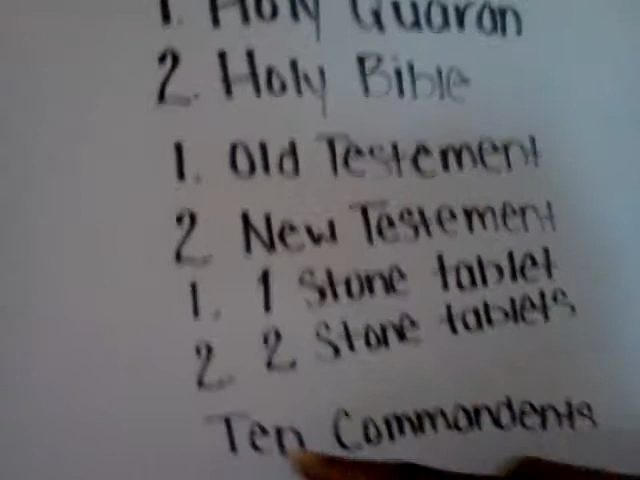 1. Holy Quaran
2. Holy Bible
1. Old Testement
2 New Testement
1. 1 Stone tablet
2 2 Stone tablets
Ten Commandents